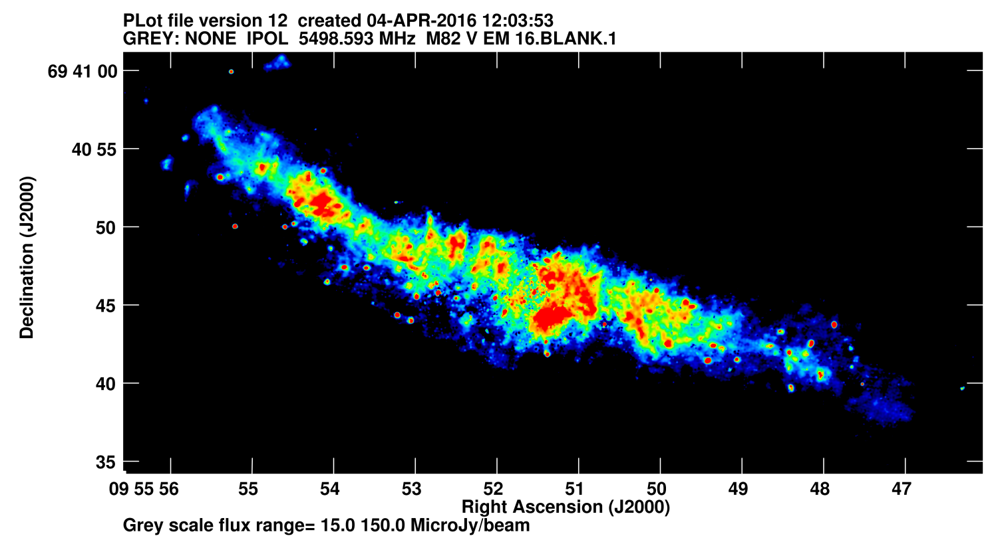 PLot file version 12 created 04-APR-2016 12:03:53
GREY: NONE IPOL 5498.593 MHz M82 V EM 16.BLANK.1
69 41 00
40 55
50
45
40
35
Declination (J2000)
09 55 56 55 54 53 52 51 50 49 48 47
Right Ascension (J2000)
Grey scale flux range= 15.0 150.0 MicroJy/beam